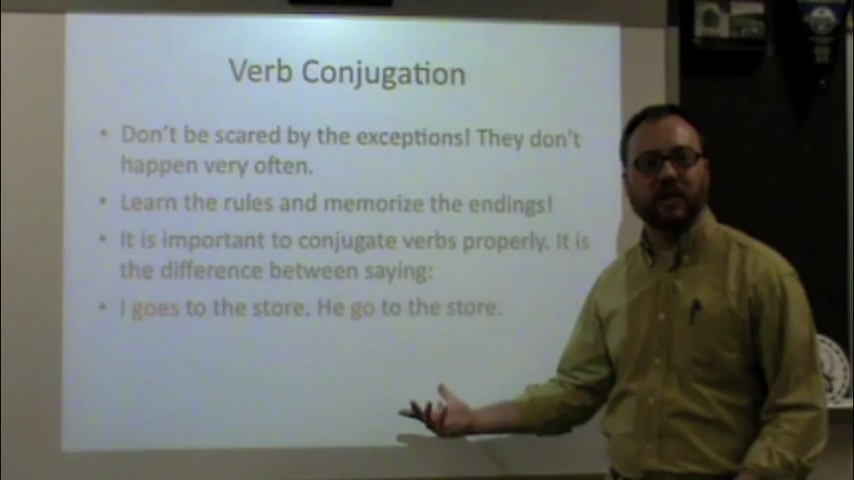 Verb Conjugation
• Don't be scared by the exceptions! They don't
happen very often.
• Learn the rules and memorize the endings!
• It is important to conjugate verbs properly. It is
the difference between saying:
• I goes to the store. He go to the store.